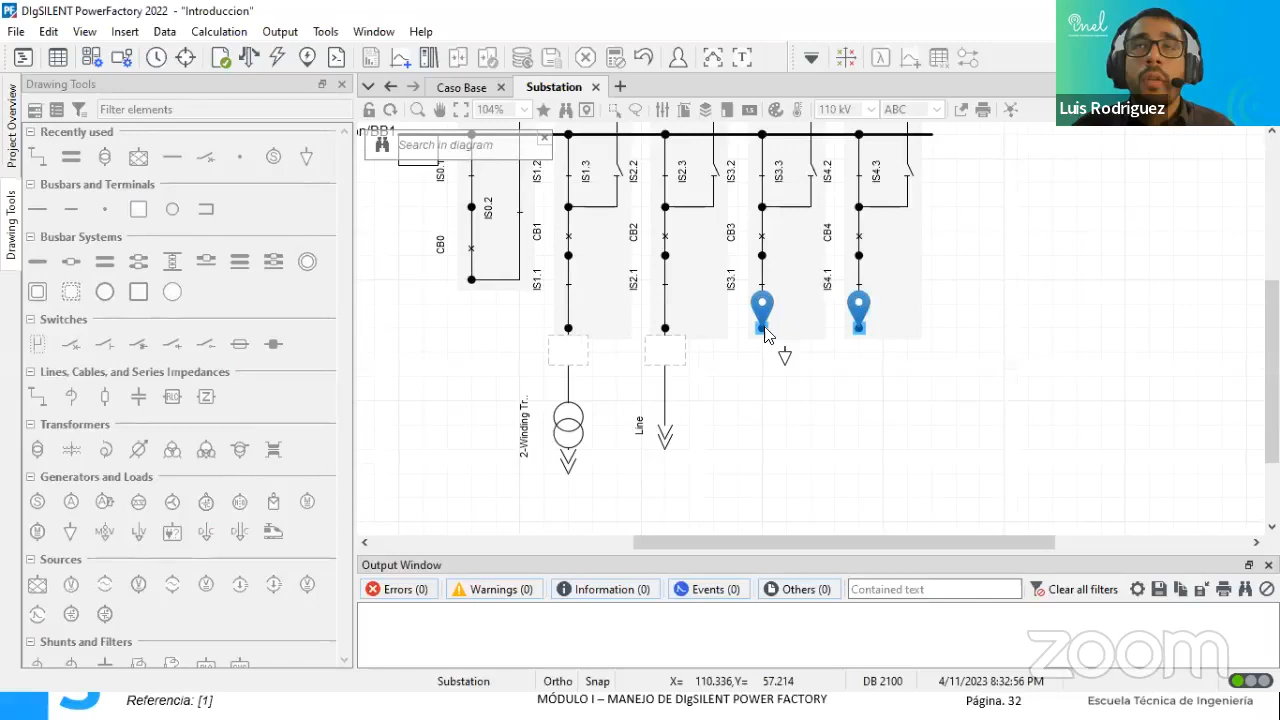 DIgSILENT PowerFactory 2022 - "Introduccion"
File Edit View Insert Data Calculation Output Tools Window Help
inel
Luis Rodriguez
Drawing Tools
Caso Base
Substation
Filter elements
104%
110 kV
ABC
Project Overview
Drawing Tools
Recently used
Busbars and Terminals
Busbar Systems
Switches
Lines, Cables, and Series Impedances
Transformers
Generators and Loads
Sources
Shunts and Filters
n/BB1
Search in diagram
IS0.1
IS0.2
CB0
IS1.2
IS1.3
CB1
IS1.1
IS2.2
IS2.3
CB2
IS2.1
IS3.2
IS3.3
CB3
IS3.1
IS4.2
IS4.3
CB4
IS4.1
2-Winding Tr..
Line
Output Window
Errors (0) Warnings (0) Information (0) Events (0) Others (0) Contained text Clear all filters
zoom
Substation Ortho Snap X= 110.336,Y= 57.214 DB 2100 4/11/2023 8:32:56 PM
Referencia: [1] MÓDULO I – MANEJO DE DIgSILENT POWER FACTORY Página. 32 Escuela Técnica de Ingeniería